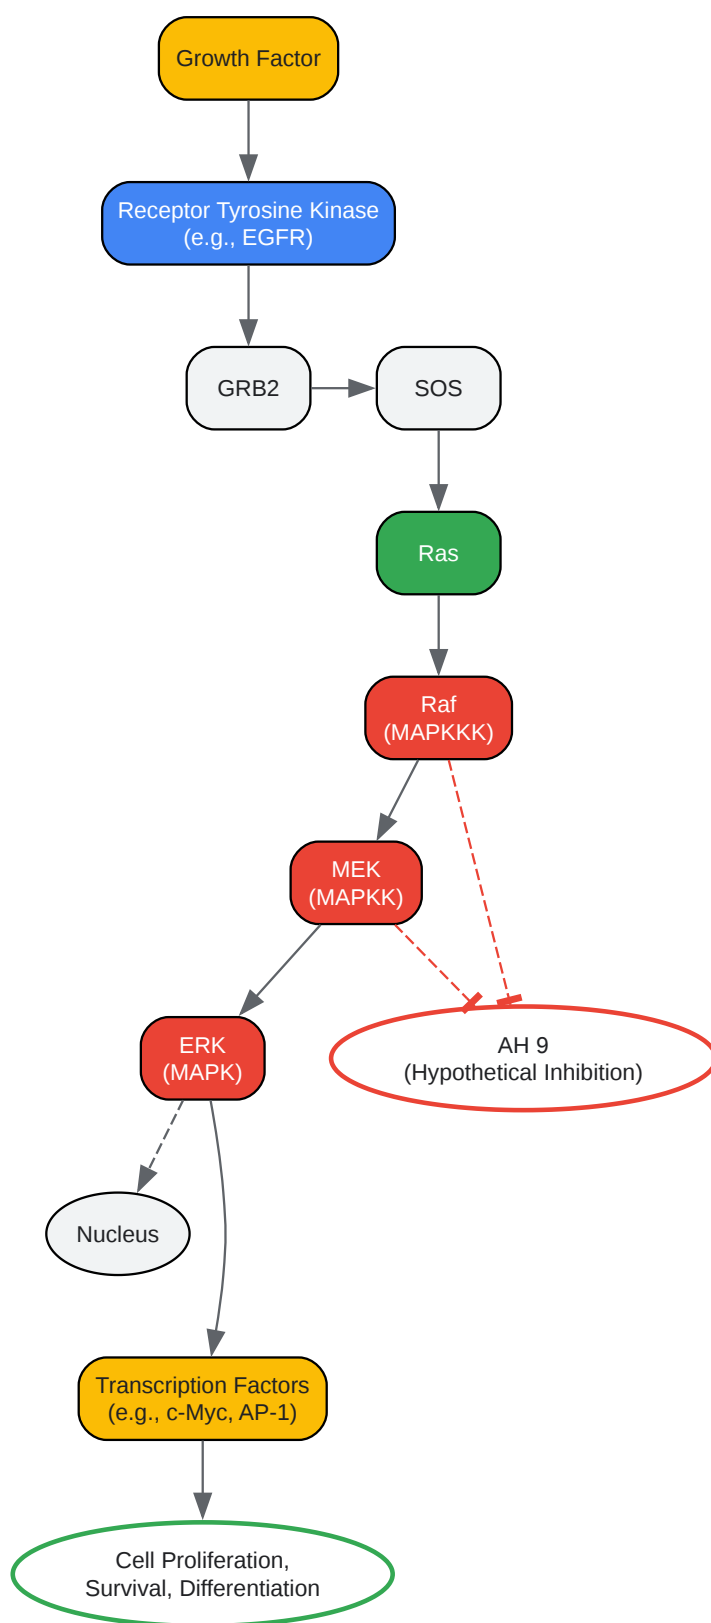 Growth Factor
Receptor Tyrosine Kinase
(e.g., EGFR)
GRB2
SOS
Ras
Raf
(MAPKKK)
MEK
(MAPKK)
ERK
(MAPK)
AH 9
(Hypothetical Inhibition)
Nucleus
Transcription Factors
(e.g., c-Myc, AP-1)
Cell Proliferation,
Survival, Differentiation